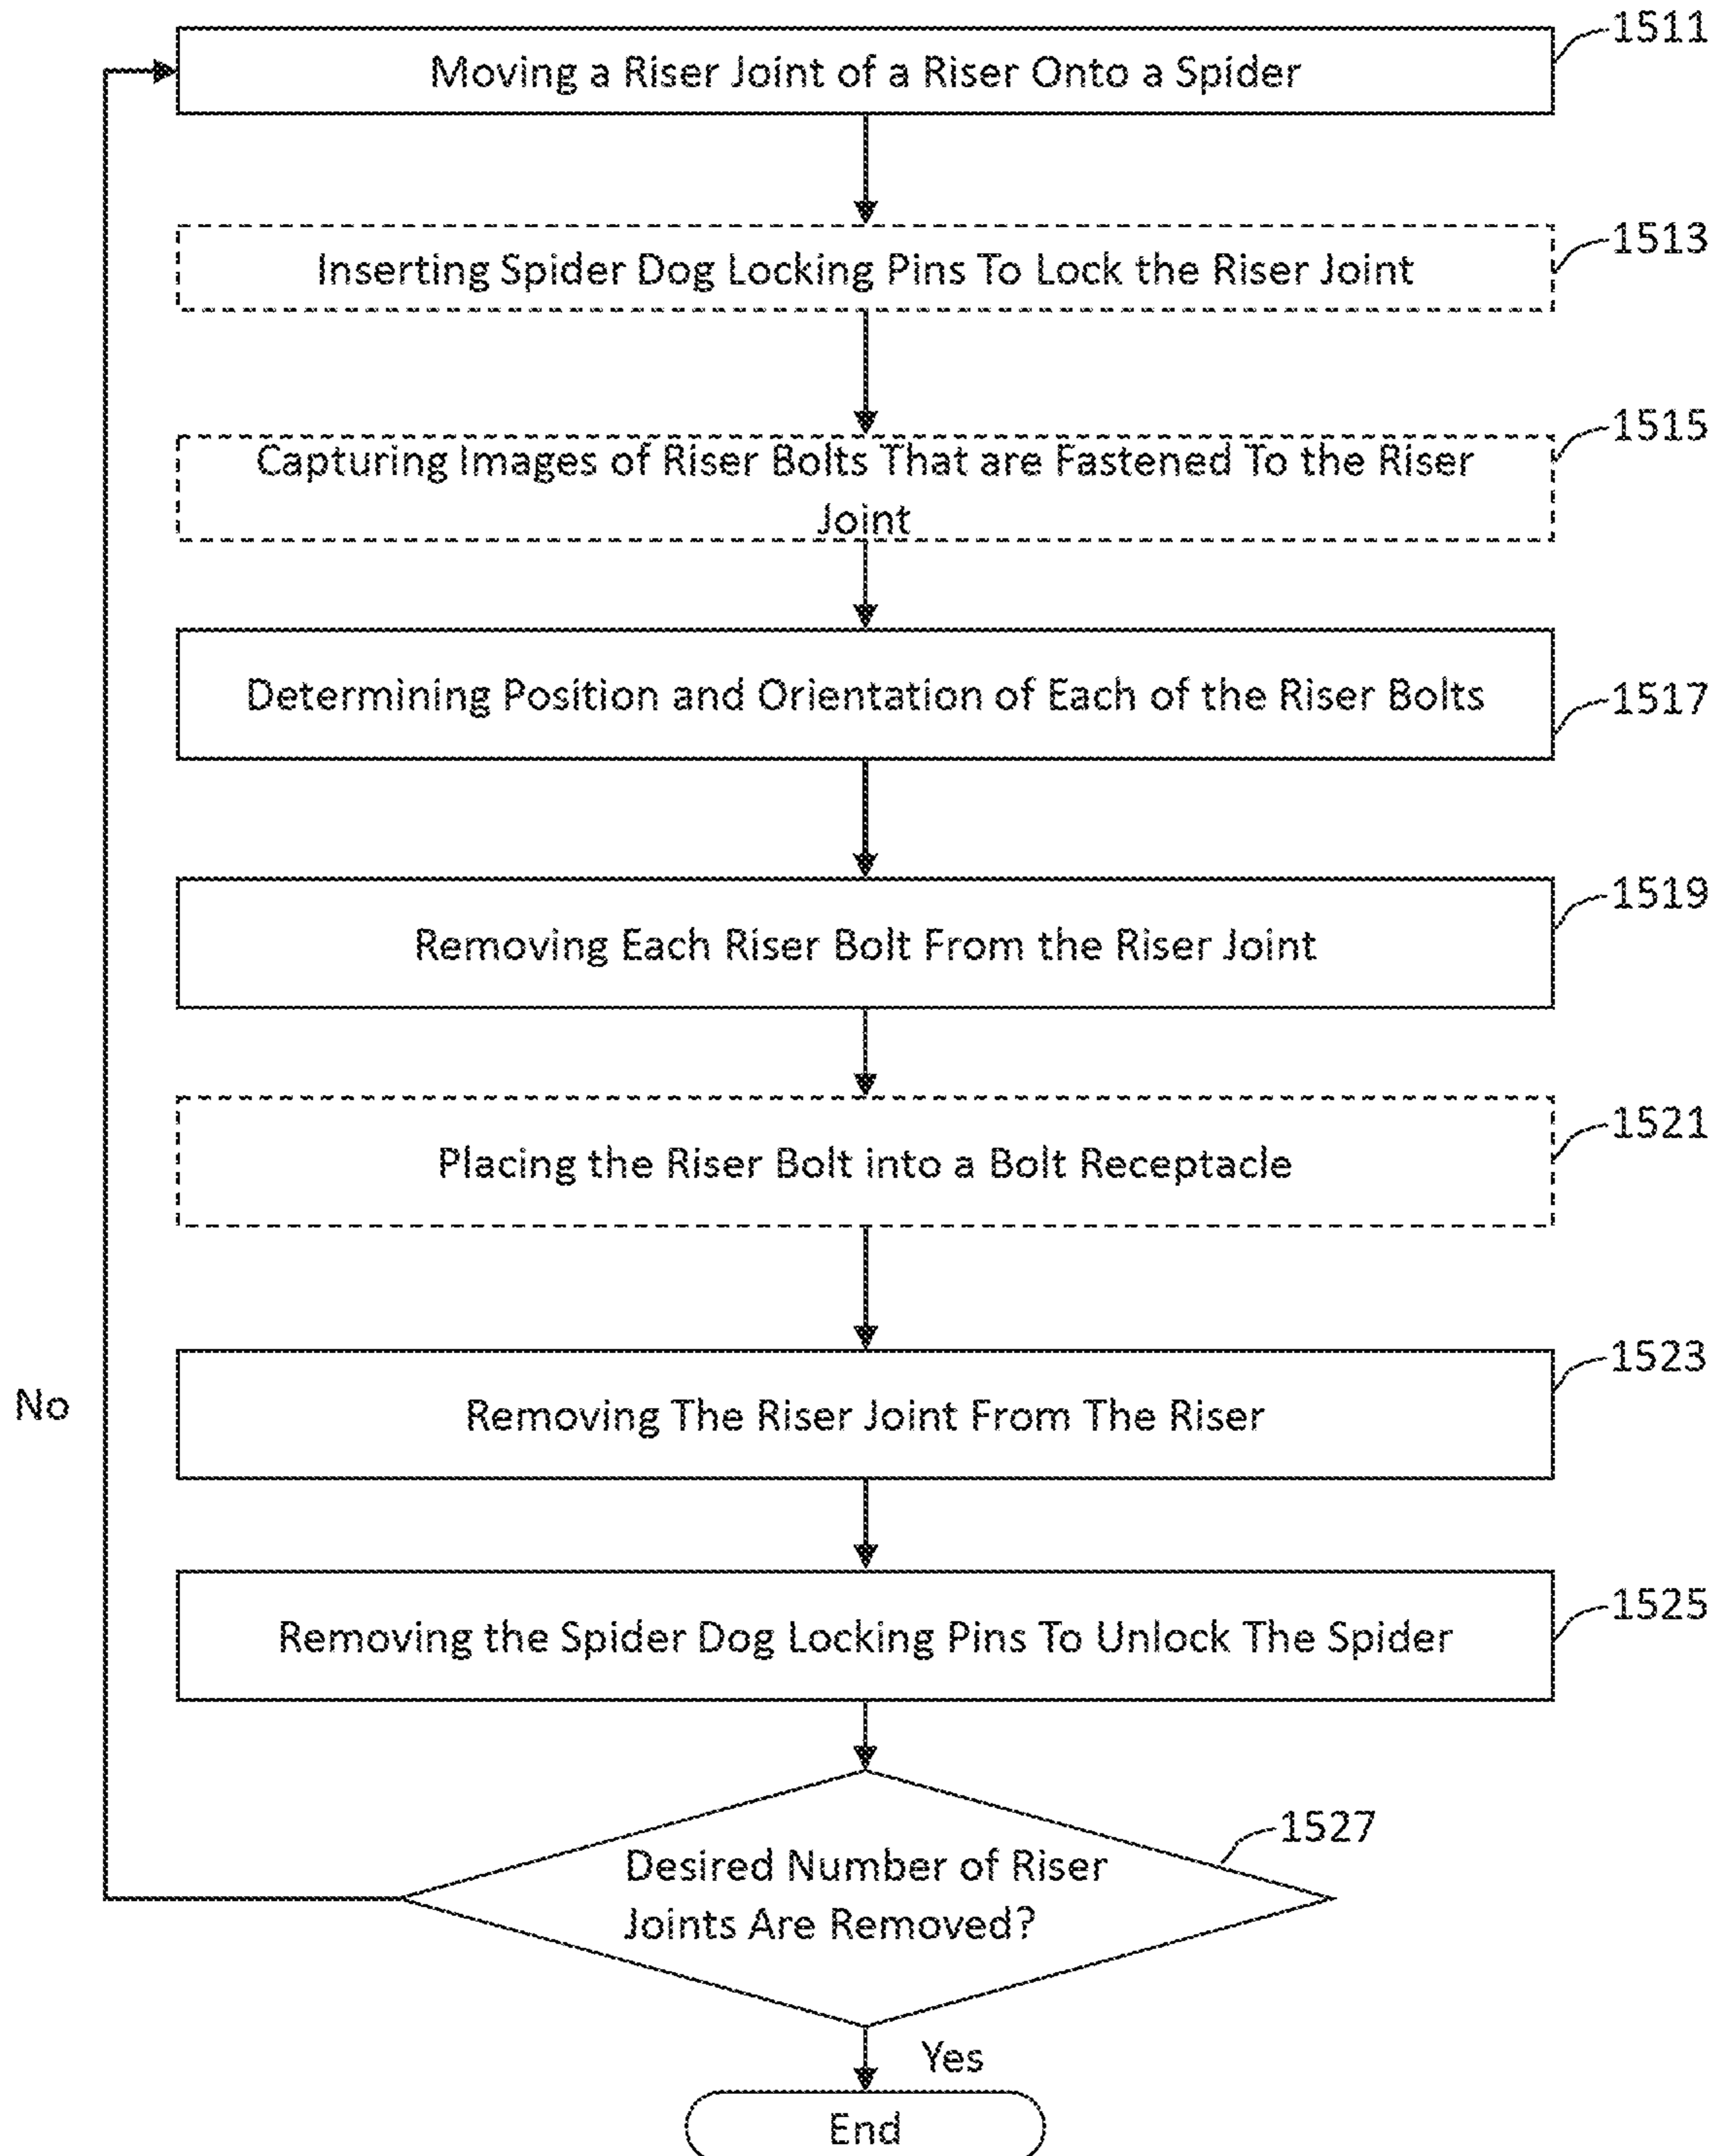 1511
Moving a Riser Joint of a Riser Onto a Spider
1513
Inserting Spider Dog Locking Pins To Lock the Riser Joint
1515
Capturing Images of Riser Bolts That are Fastened To the Riser
Joint
Determining Position and Orientation of Each of the Riser Bolts
1517
1519
Removing Each Riser Bolt From the Riser Joint
1521
Placing the Riser Bolt into a Bolt Receptacle
1523
No
Removing The Riser Joint From The Riser
1525
Removing the Spider Dog Locking Pins To Unlock The Spider
1527
Desired Number of Riser
Joints Are Removed?
Yes
End